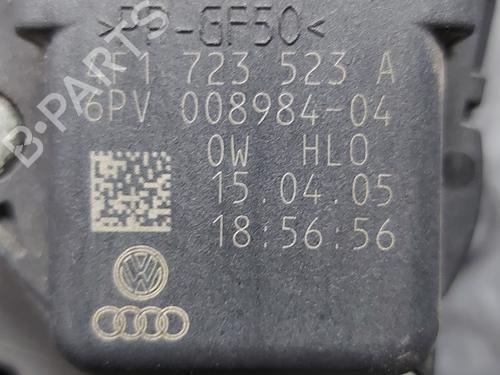 >PP-GF50<
4F1 723 523 A
6PV 008984-04
0W HLO
15.04.05
18:56:56
B-PARTS